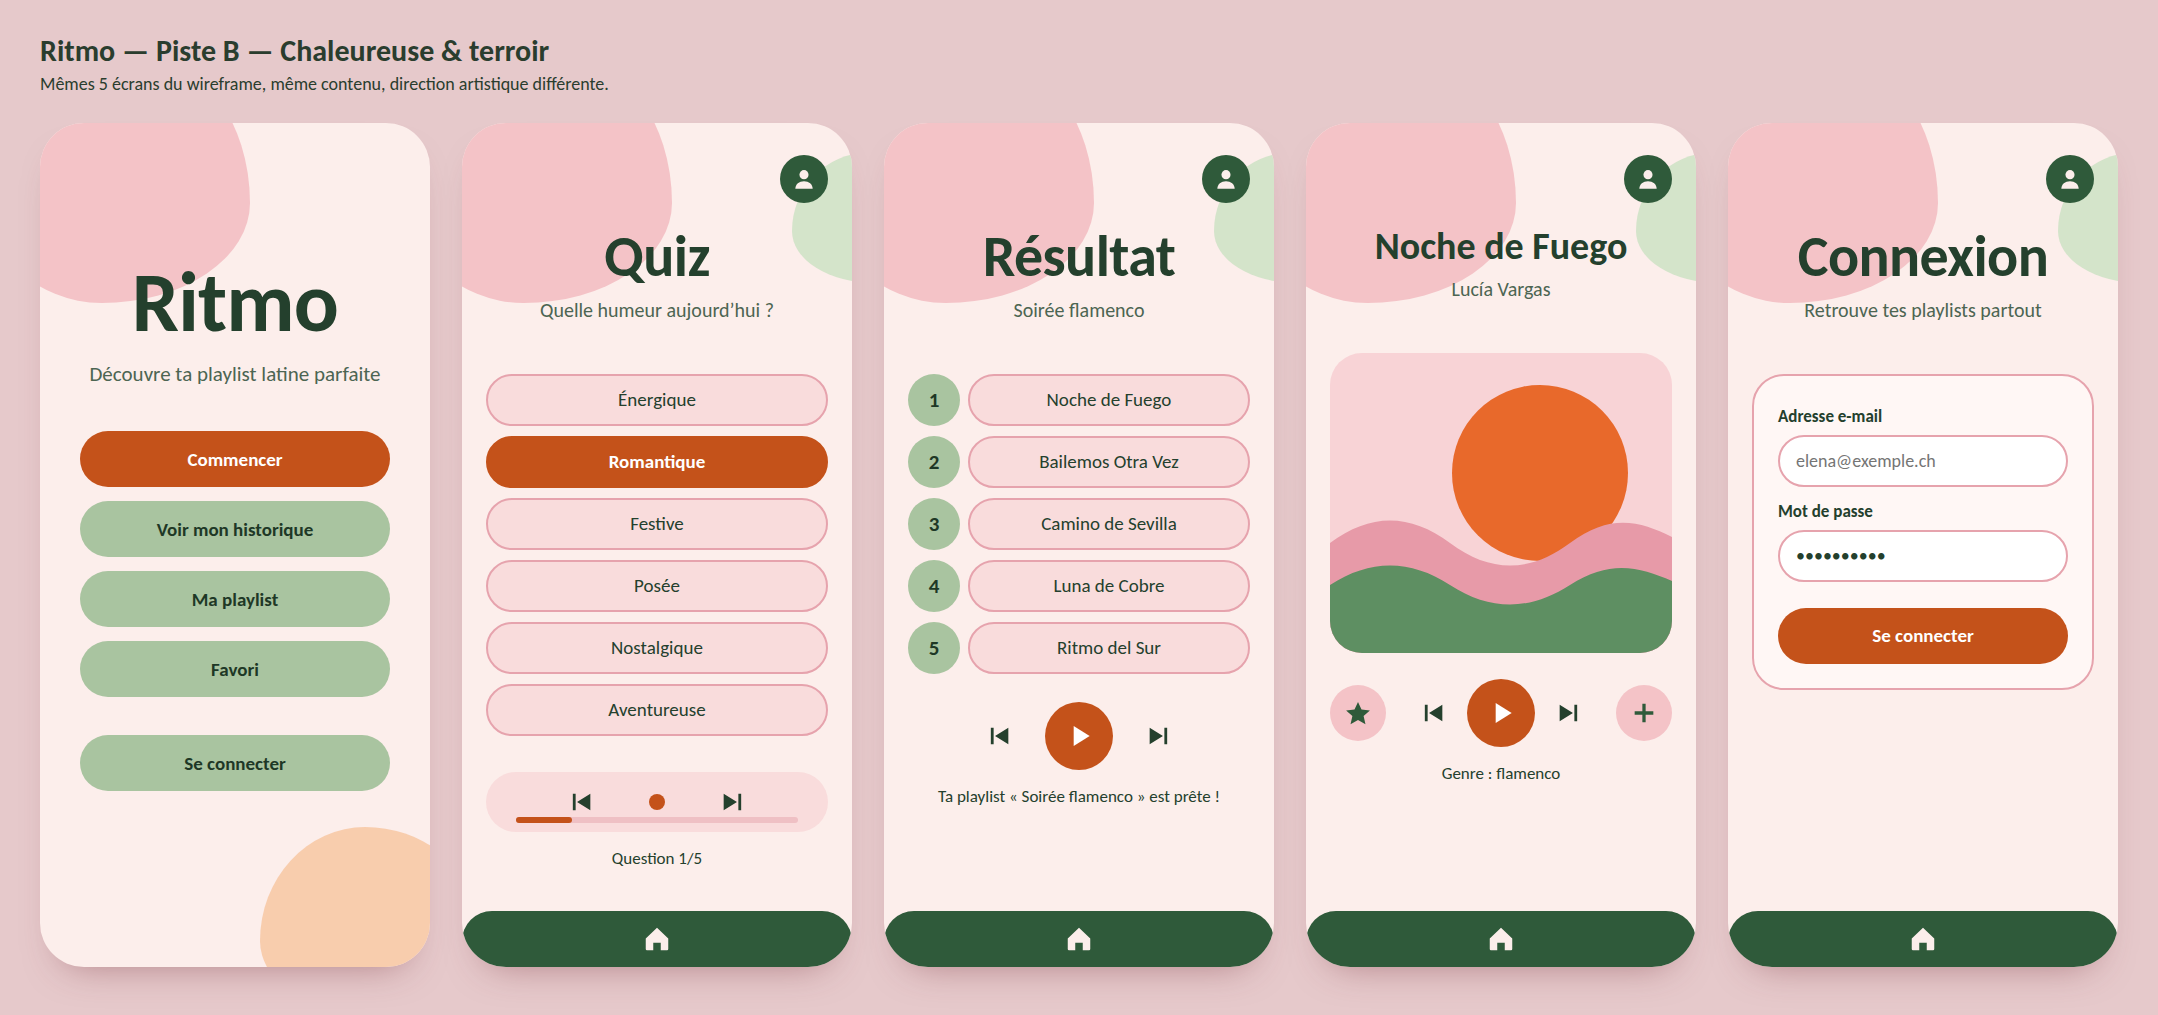 Ritmo — Piste B — Chaleureuse & terroir
Mêmes 5 écrans du wireframe, même contenu, direction artistique différente.
Ritmo
Découvre ta playlist latine parfaite
Commencer
Voir mon historique
Ma playlist
Favori
Se connecter
Quiz
Quelle humeur aujourd’hui ?
Énergique
Romantique
Festive
Posée
Nostalgique
Aventureuse
Question 1/5
Résultat
Soirée flamenco
1 Noche de Fuego
2 Bailemos Otra Vez
3 Camino de Sevilla
4 Luna de Cobre
5 Ritmo del Sur
Ta playlist « Soirée flamenco » est prête !
Noche de Fuego
Lucía Vargas
Genre : flamenco
Connexion
Retrouve tes playlists partout
Adresse e-mail
elena@exemple.ch
Mot de passe
••••••••••
Se connecter